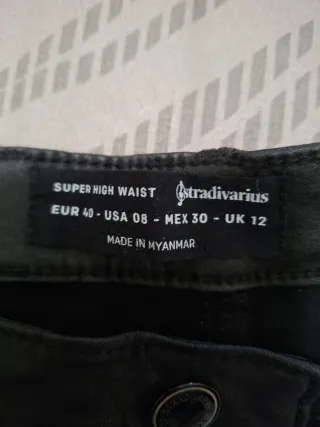 SUPER HIGH WAIST stradivarius
EUR 40 - USA 08 - MEX 30 - UK 12
MADE IN MYANMAR